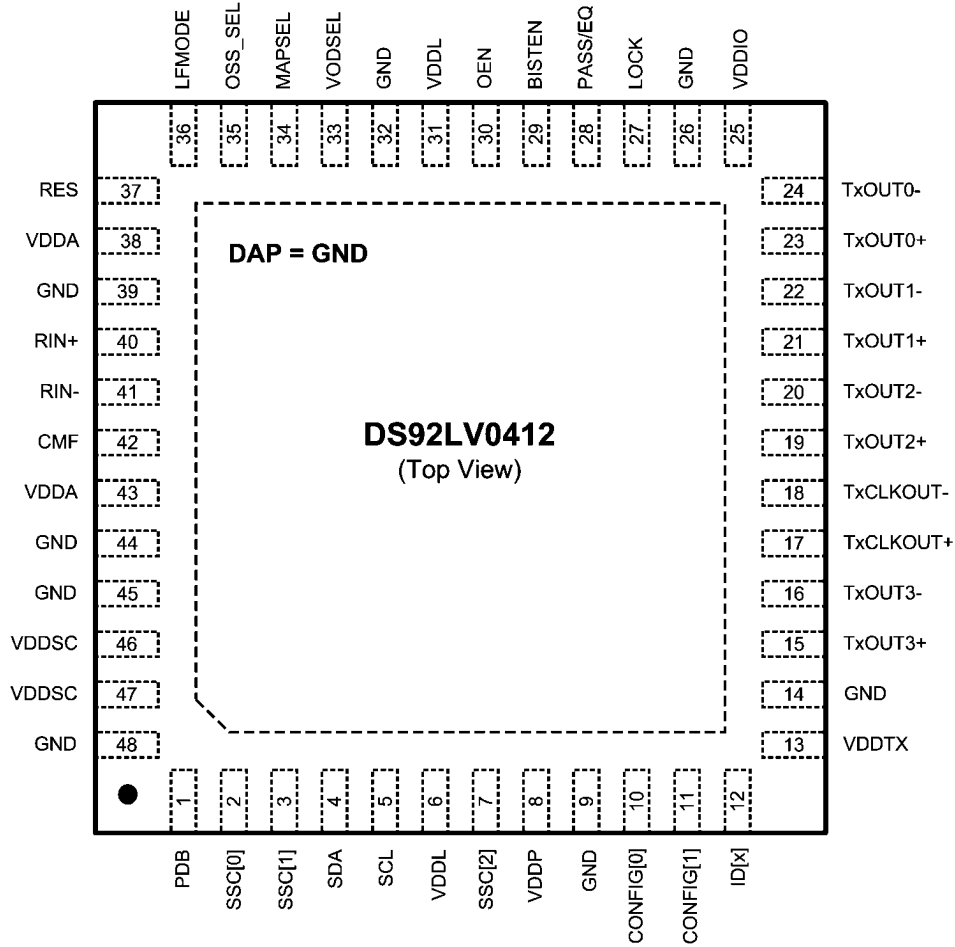 LFMODE
OSS_SEL
MAPSEL
VODSEL
GND
VDDL
OEN
BISTEN
PASS/EQ
LOCK
GND
VDDIO
36
35
34
33
32
31
30
29
28
27
26
25
RES 37
VDDA 38
GND 39
RIN+ 40
RIN- 41
CMF 42
VDDA 43
GND 44
GND 45
VDDSC 46
VDDSC 47
GND 48
DAP = GND
DS92LV0412
(Top View)
24 TxOUT0-
23 TxOUT0+
22 TxOUT1-
21 TxOUT1+
20 TxOUT2-
19 TxOUT2+
18 TxCLKOUT-
17 TxCLKOUT+
16 TxOUT3-
15 TxOUT3+
14 GND
13 VDDTX
1
2
3
4
5
6
7
8
9
10
11
12
PDB
SSC[0]
SSC[1]
SDA
SCL
VDDL
SSC[2]
VDDP
GND
CONFIG[0]
CONFIG[1]
ID[x]